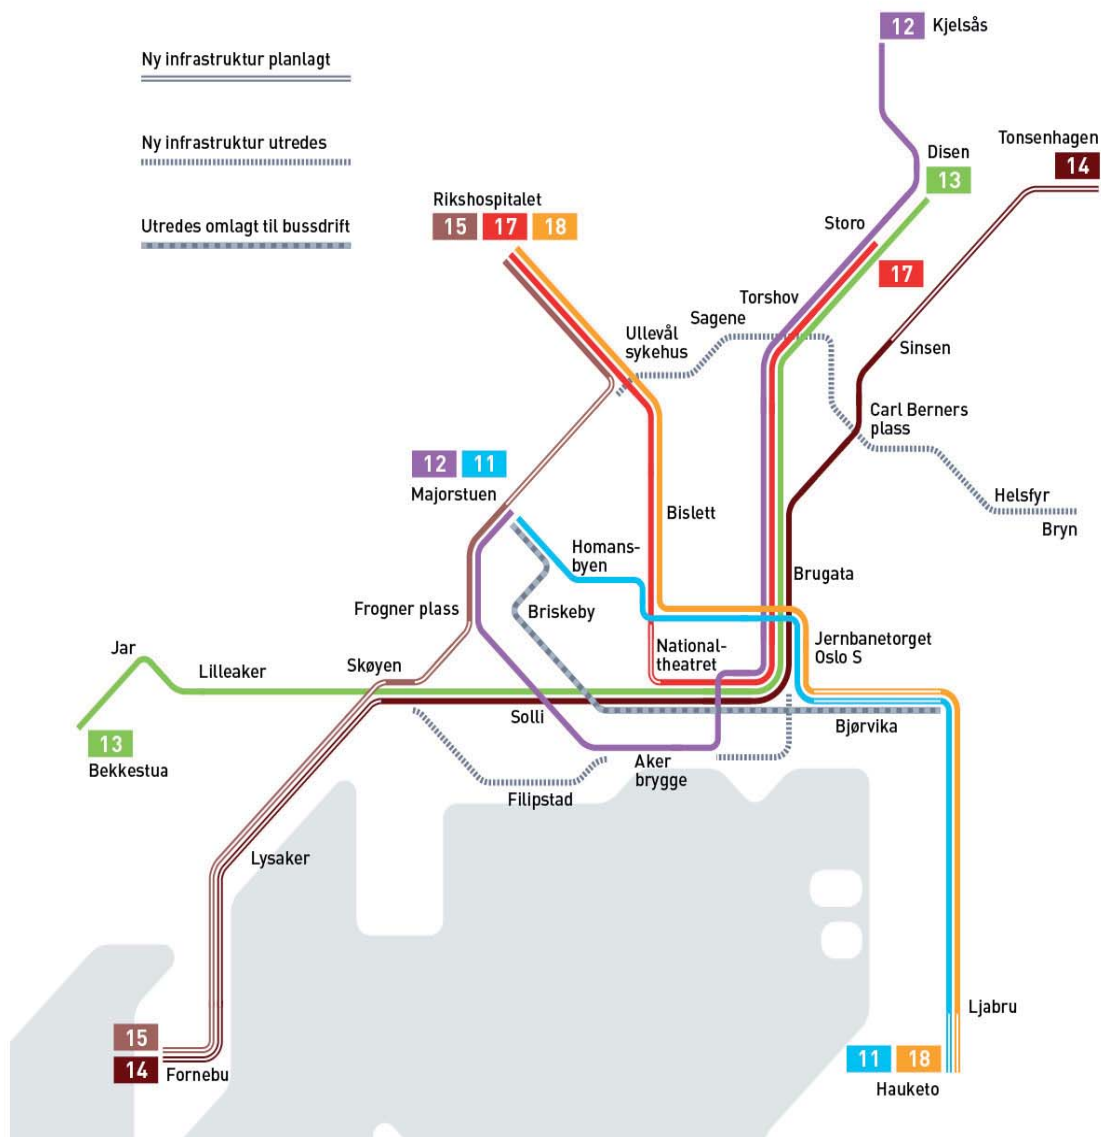 12 Kjelsås
Ny infrastruktur planlagt
Ny infrastruktur utredes
Utredes omlagt til bussdrift
Tonsenhagen
14
Disen
13
Rikshospitalet
15 17 18
Storo
17
Torshov
Sagene
Ullevål
sykehus
Sinsen
Carl Berners
plass
12 11
Majorstuen
Helsfyr
Bryn
Bislett
Homans-
byen
Brugata
Frogner plass
Briskeby
Jernbanetorget
Oslo S
National-
theatret
Jar
Lilleaker
Skøyen
Solli
Bjørvika
13
Bekkestua
Aker
brygge
Filipstad
Lysaker
Ljabru
15
14
Fornebu
11 18
Hauketo